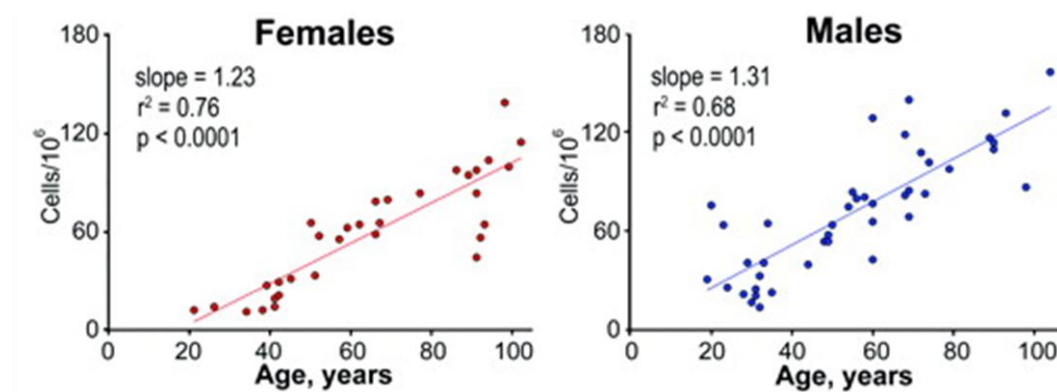 Females
180
120
60
0
Cells/10⁶
slope = 1.23
r² = 0.76
p < 0.0001
0 20 40 60 80 100
Age, years
Males
180
120
60
0
Cells/10⁶
slope = 1.31
r² = 0.68
p < 0.0001
0 20 40 60 80 100
Age, years